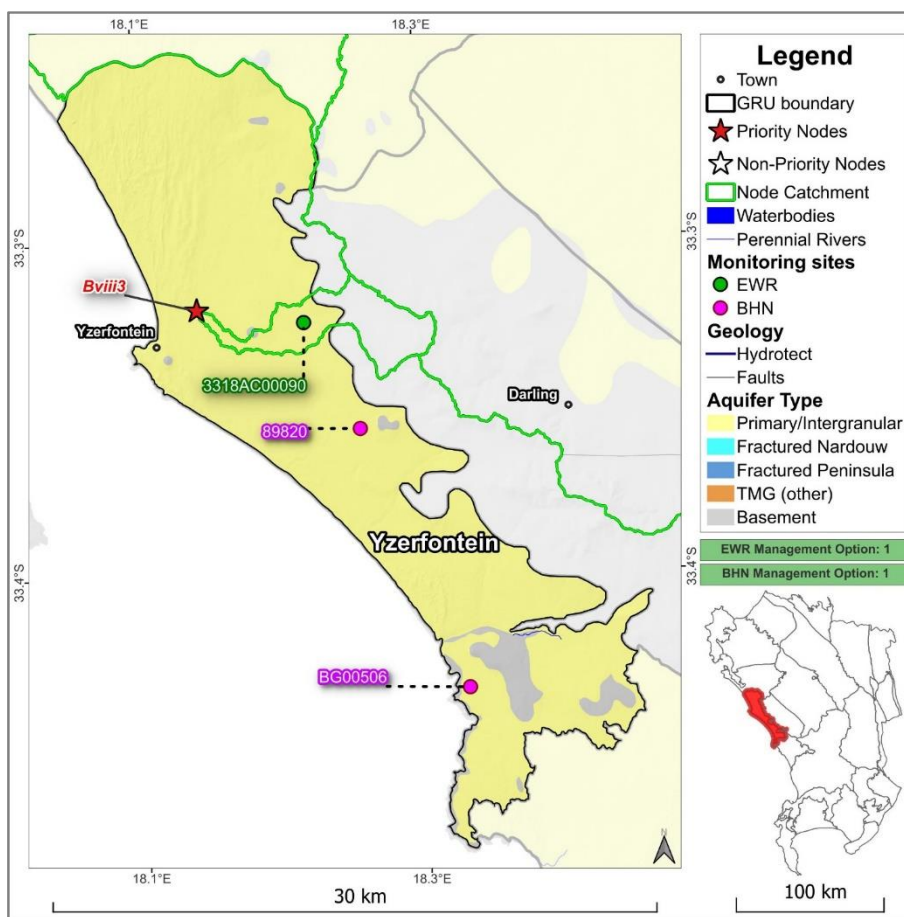 18.1°E
18.3°E
33.3°S
33.3°S
33.4°S
33.4°S
Bviii3
Yzerfontein
3318AC00090
89820
Darling
Yzerfontein
BG00506
N
18.1°E
18.3°E
30 km
Legend
Town
GRU boundary
Priority Nodes
Non-Priority Nodes
Node Catchment
Waterbodies
Perennial Rivers
Monitoring sites
EWR
BHN
Geology
Hydrotect
Faults
Aquifer Type
Primary/Intergranular
Fractured Nardouw
Fractured Peninsula
TMG (other)
Basement
EWR Management Option: 1
BHN Management Option: 1
100 km